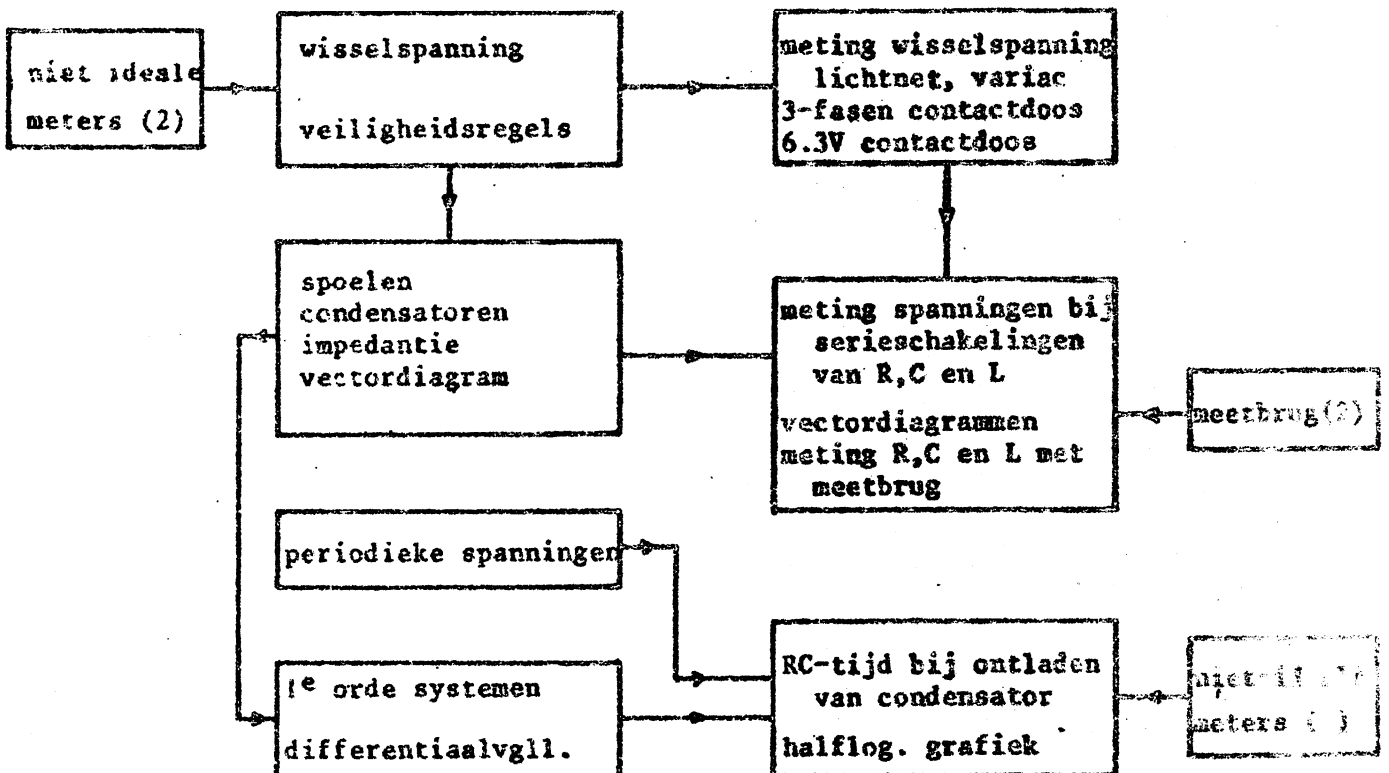 niet ideale
meters (2)
wisselspanning
veiligheidsregels
meting wisselspanning
lichtnet, variac
3-fasen contactdoos
6.3V contactdoos
spoelen
condensatoren
impedantie
vectordiagram
meting spanningen bij
serieschakelingen
van R,C en L
vectordiagrammen
meting R,C en L met
meetbrug
meetbrug(2)
periodieke spanningen
1e orde systemen
differentiaalvgll.
RC-tijd bij ontladen
van condensator
halflog. grafiek
meters